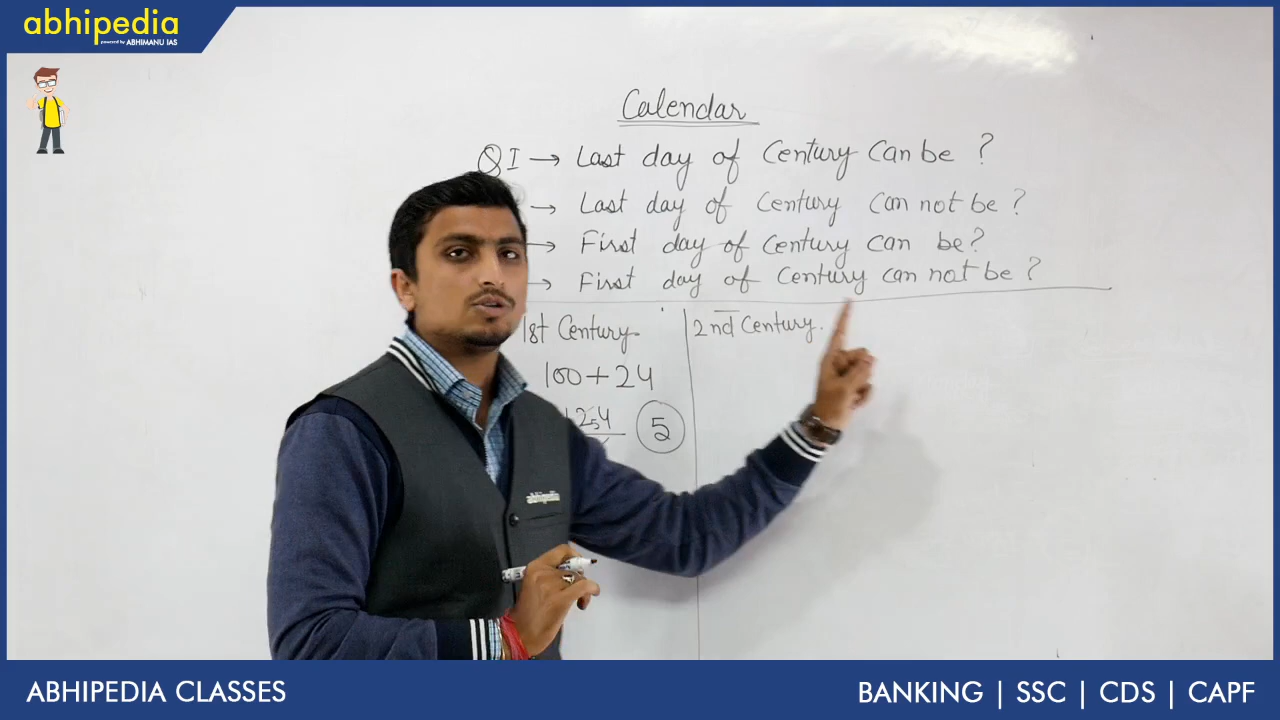 abhipedia
powered by ABHIMANU IAS
Calendar
QI → Last day of Century Can be ?
→ Last day of Century Can not be ?
→ First day of Century Can be?
→ First day of Century can not be ?
1st Century.
100+24
5
2nd Century.
ABHIPEDIA CLASSES
BANKING | SSC | CDS | CAPF